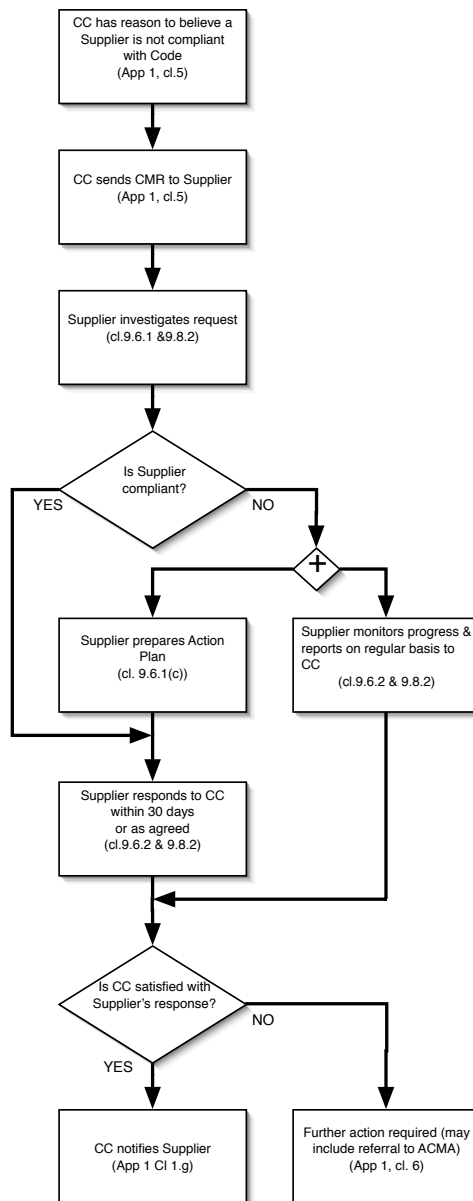 CC has reason to believe a
Supplier is not compliant
with Code
(App 1, cl.5)
CC sends CMR to Supplier
(App 1, cl.5)
Supplier investigates request
(cl.9.6.1 &9.8.2)
Is Supplier
compliant?
YES
NO
+
Supplier prepares Action
Plan
(cl. 9.6.1(c))
Supplier monitors progress &
reports on regular basis to
CC
(cl.9.6.2 & 9.8.2)
Supplier responds to CC
within 30 days
or as agreed
(cl.9.6.2 & 9.8.2)
Is CC satisfied with
Supplier's response?
NO
YES
CC notifies Supplier
(App 1 Cl 1.g)
Further action required (may
include referral to ACMA)
(App 1, cl. 6)